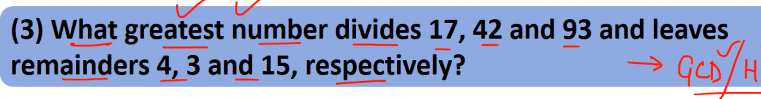 (3) What greatest number divides 17, 42 and 93 and leaves
remainders 4, 3 and 15, respectively? → GCD/H